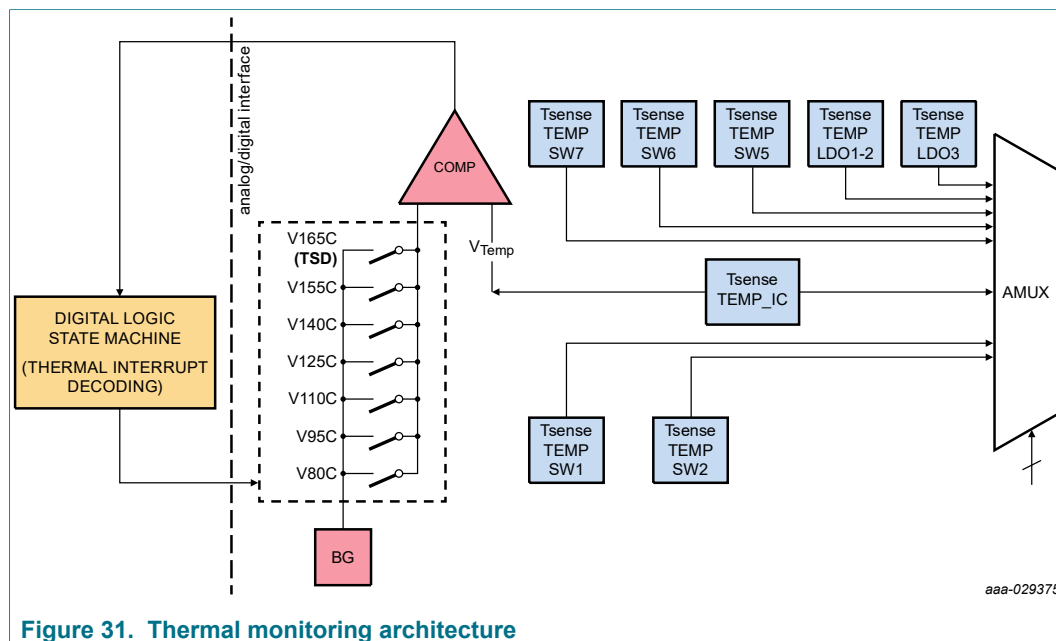 analog/digital interface
COMP
V165C
(TSD)
V155C
V140C
V125C
V110C
V95C
V80C
BG
DIGITAL LOGIC
STATE MACHINE
(THERMAL INTERRUPT
DECODING)
VTemp
Tsense
TEMP
SW7
Tsense
TEMP
SW6
Tsense
TEMP
SW5
Tsense
TEMP
LDO1-2
Tsense
TEMP
LDO3
Tsense
TEMP_IC
AMUX
Tsense
TEMP
SW1
Tsense
TEMP
SW2
aaa-029375
Figure 31. Thermal monitoring architecture